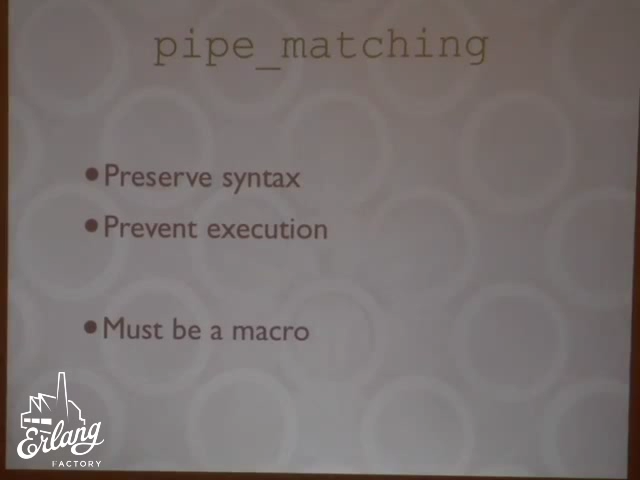 pipe_matching
•Preserve syntax
•Prevent execution
•Must be a macro
Erlang
FACTORY